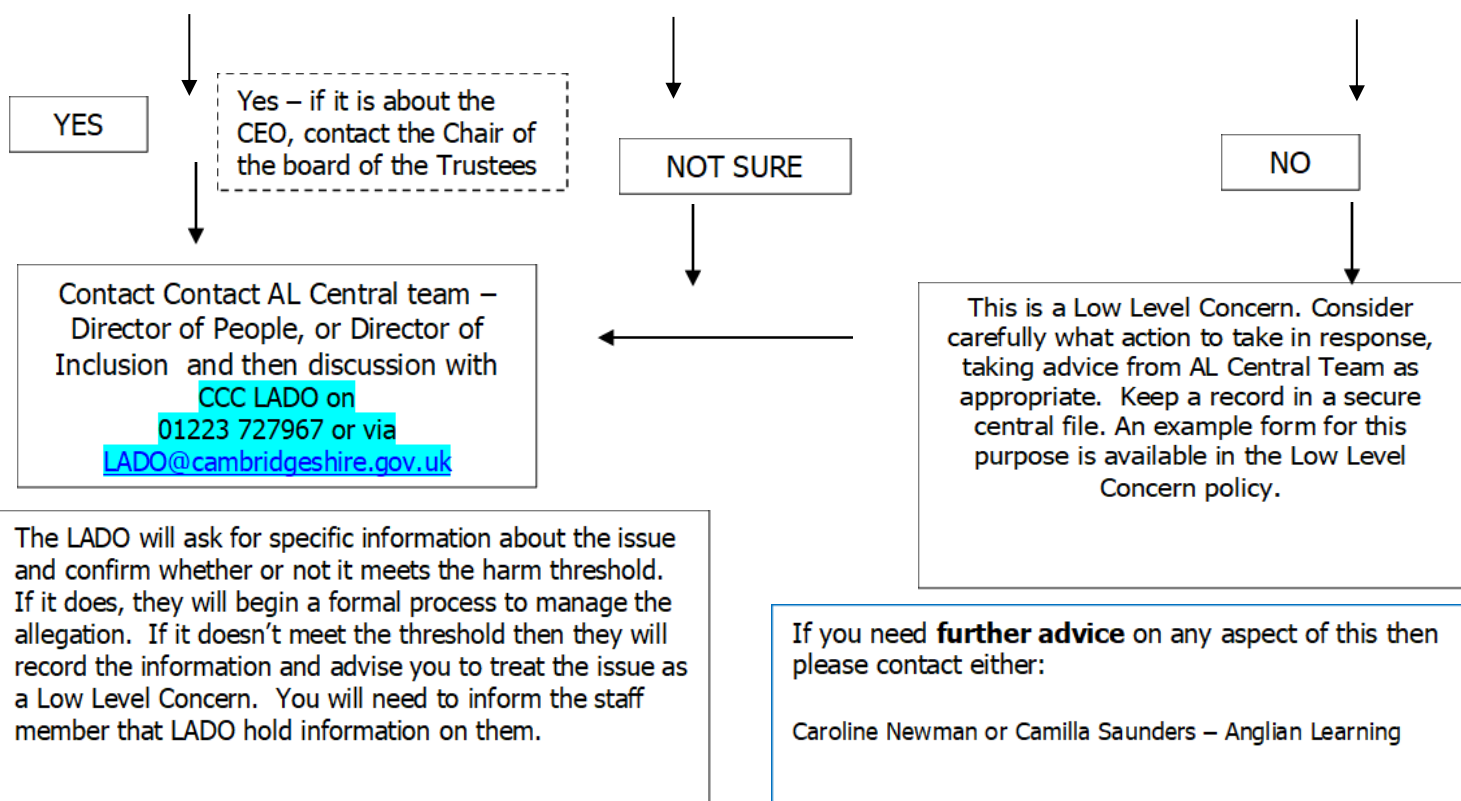 YES
Yes – if it is about the
CEO, contact the Chair of
the board of the Trustees
NOT SURE
NO
Contact Contact AL Central team –
Director of People, or Director of
Inclusion and then discussion with
CCC LADO on
01223 727967 or via
LADO@cambridgeshire.gov.uk
This is a Low Level Concern. Consider
carefully what action to take in response,
taking advice from AL Central Team as
appropriate. Keep a record in a secure
central file. An example form for this
purpose is available in the Low Level
Concern policy.
The LADO will ask for specific information about the issue
and confirm whether or not it meets the harm threshold.
If it does, they will begin a formal process to manage the
allegation. If it doesn’t meet the threshold then they will
record the information and advise you to treat the issue as
a Low Level Concern. You will need to inform the staff
member that LADO hold information on them.
If you need further advice on any aspect of this then
please contact either:
Caroline Newman or Camilla Saunders – Anglian Learning